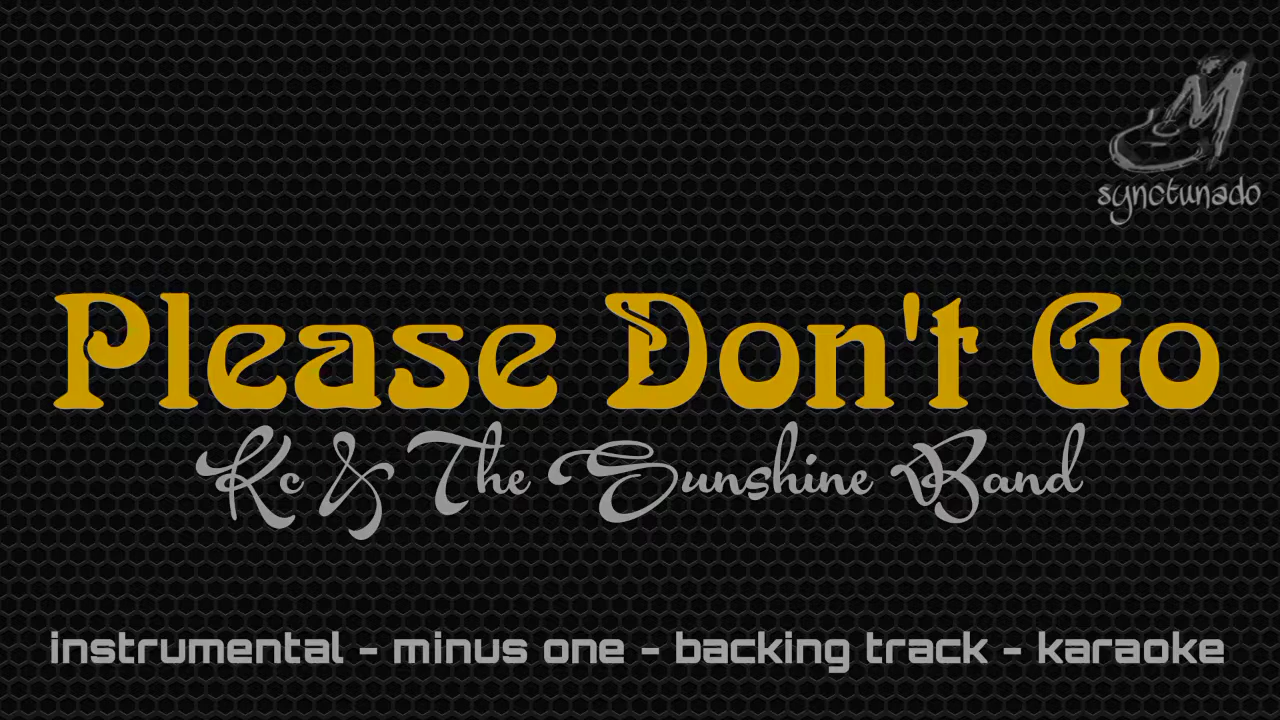 synctunado
Please Don't Go
Kc & The Sunshine Band
instrumental - minus one - backing track - karaoke